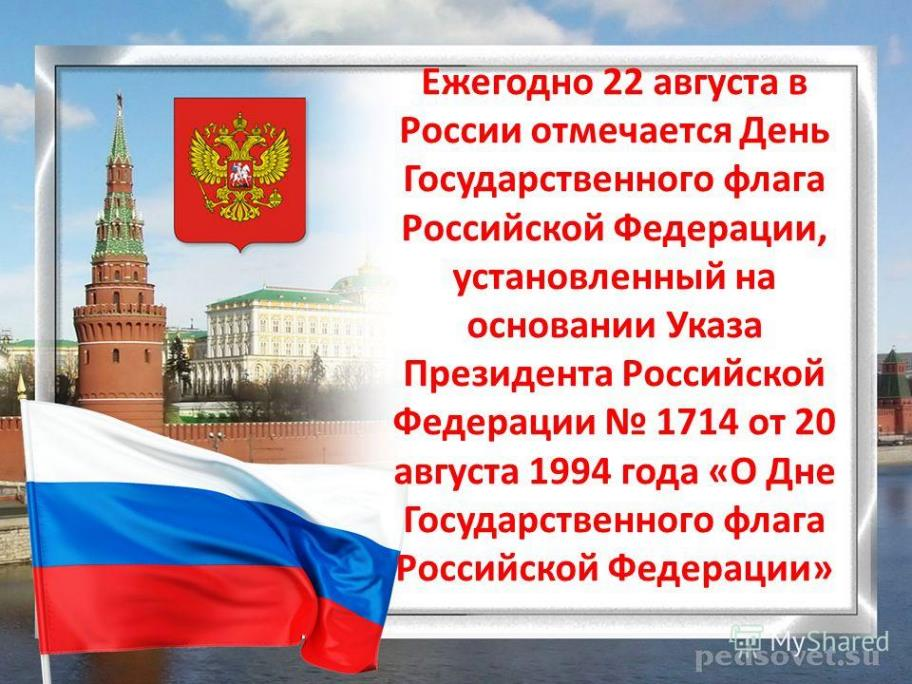 Ежегодно 22 августа в
России отмечается День
Государственного флага
Российской Федерации,
установленный на
основании Указа
Президента Российской
Федерации № 1714 от 20
августа 1994 года «О Дне
Государственного флага
Российской Федерации»
MyShared
pedsovet.su